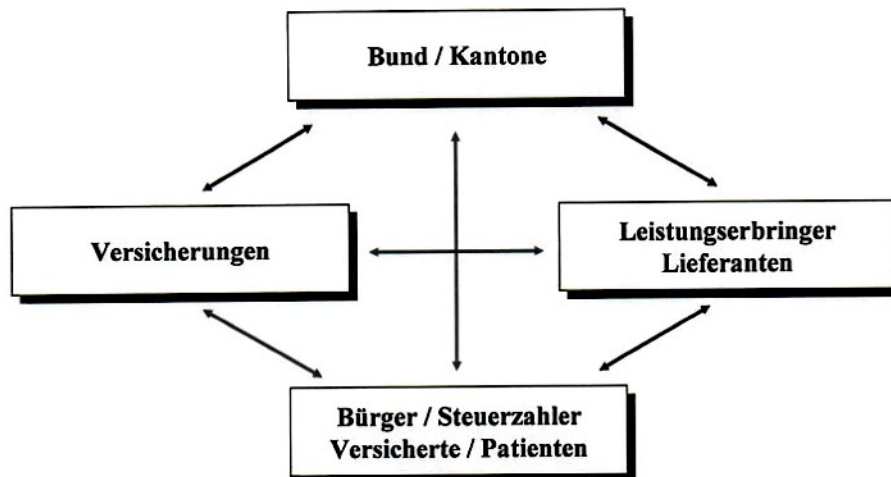 Bund / Kantone
Versicherungen
Leistungserbringer
Lieferanten
Bürger / Steuerzahler
Versicherte / Patienten